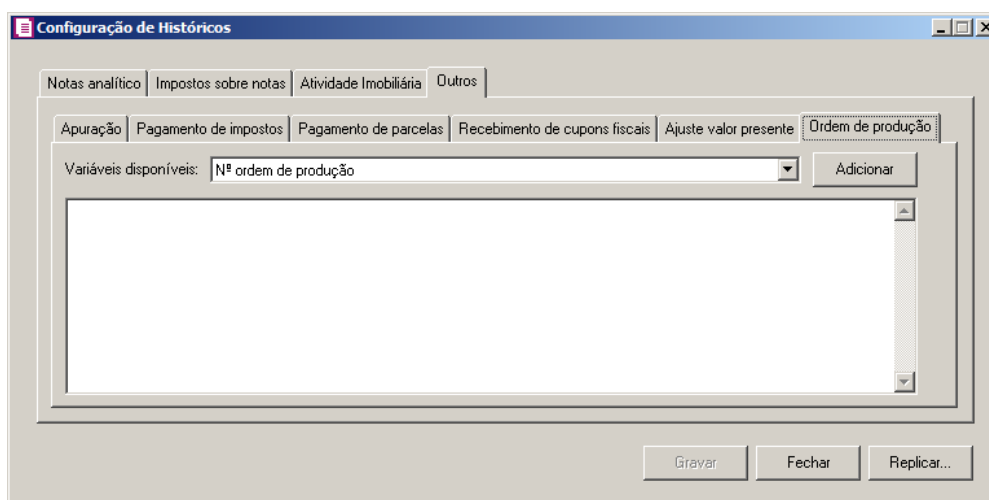 Configuração de Históricos
Notas analítico Impostos sobre notas Atividade Imobiliária Outros
Apuração Pagamento de impostos Pagamento de parcelas Recebimento de cupons fiscais Ajuste valor presente Ordem de produção
Variáveis disponíveis: Nº ordem de produção Adicionar
Gravar Fechar Replicar...